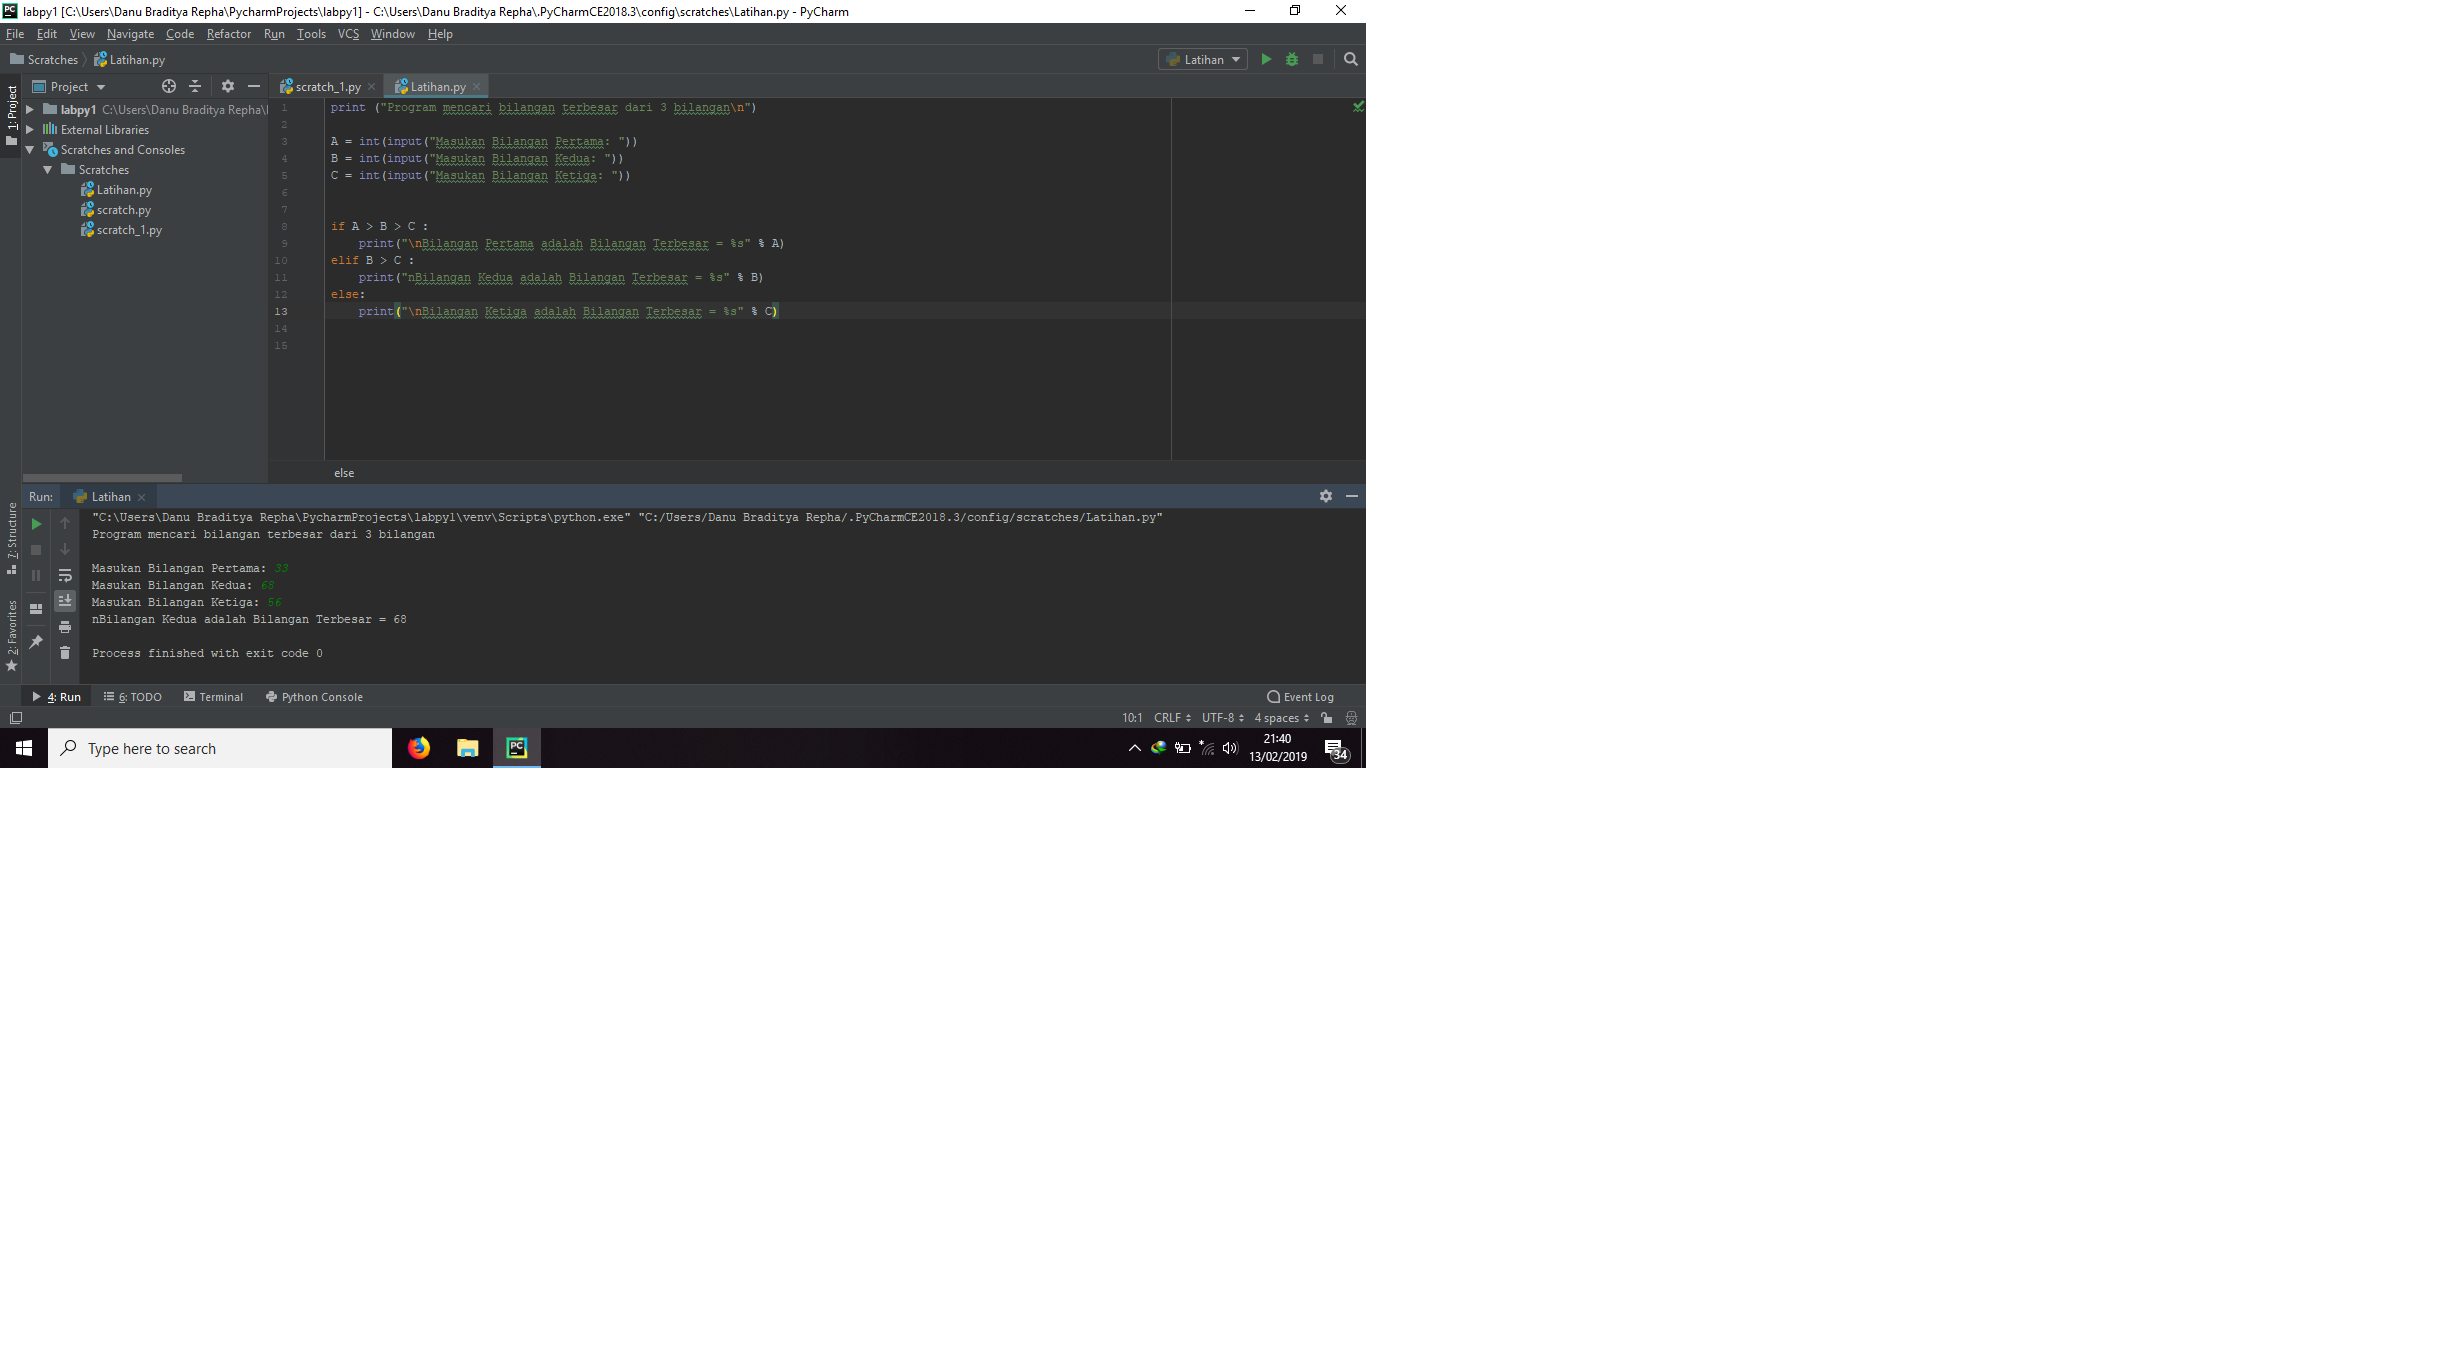 labpy1 [C:\Users\Danu Braditya Repha\PycharmProjects\labpy1] - C:\Users\Danu Braditya Repha\.PyCharmCE2018.3\config\scratches\Latihan.py - PyCharm
File Edit View Navigate Code Refactor Run Tools VCS Window Help
Scratches Latihan.py Latihan
1: Project
Project
labpy1 C:\Users\Danu Braditya Repha\
External Libraries
Scratches and Consoles
Scratches
Latihan.py
scratch.py
scratch_1.py
scratch_1.py Latihan.py
1 print ("Program mencari bilangan terbesar dari 3 bilangan\n")
2
3 A = int(input("Masukan Bilangan Pertama: "))
4 B = int(input("Masukan Bilangan Kedua: "))
5 C = int(input("Masukan Bilangan Ketiga: "))
6
7
8 if A > B > C :
9 print("\nBilangan Pertama adalah Bilangan Terbesar = %s" % A)
10 elif B > C :
11 print("nBilangan Kedua adalah Bilangan Terbesar = %s" % B)
12 else:
13 print("\nBilangan Ketiga adalah Bilangan Terbesar = %s" % C)
14
15
else
Run: Latihan
7: Structure
2: Favorites
"C:\Users\Danu Braditya Repha\PycharmProjects\labpy1\venv\Scripts\python.exe" "C:/Users/Danu Braditya Repha/.PyCharmCE2018.3/config/scratches/Latihan.py"
Program mencari bilangan terbesar dari 3 bilangan
Masukan Bilangan Pertama: 33
Masukan Bilangan Kedua: 68
Masukan Bilangan Ketiga: 56
nBilangan Kedua adalah Bilangan Terbesar = 68
Process finished with exit code 0
4: Run 6: TODO Terminal Python Console Event Log
10:1 CRLF UTF-8 4 spaces
Type here to search
21:40
13/02/2019
34